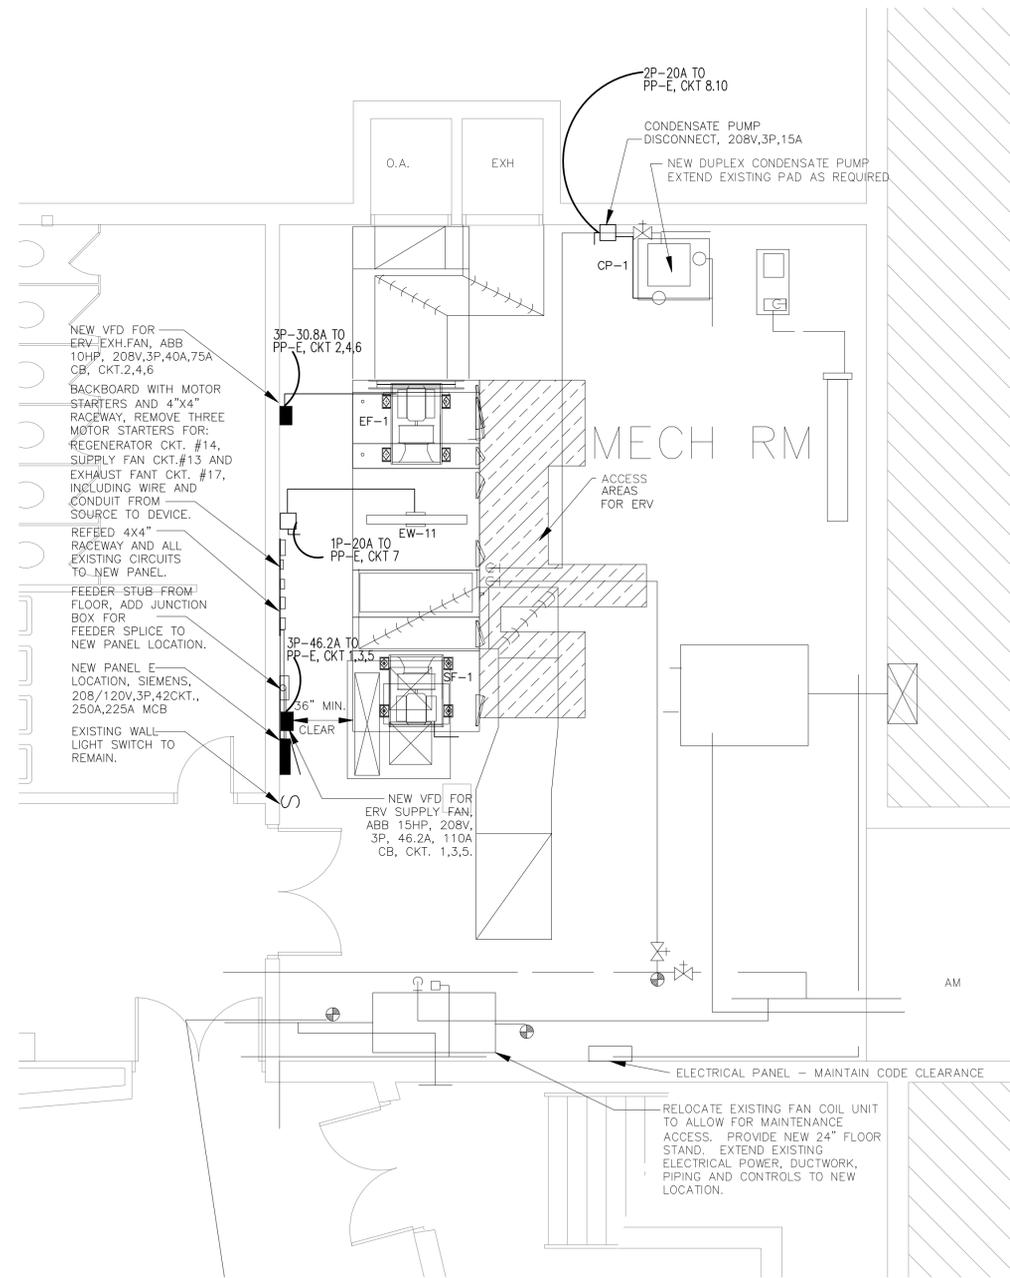 2P-20A TO
PP-E, CKT 8.10
CONDENSATE PUMP
DISCONNECT, 208V,3P,15A
NEW DUPLEX CONDENSATE PUMP
EXTEND EXISTING PAD AS REQUIRED
O.A.
EXH
CP-1
NEW VFD FOR
ERV EXH.FAN, ABB
10HP, 208V,3P,40A,75A
CB, CKT.2,4,6
3P-30.8A TO
PP-E, CKT 2,4,6
BACKBOARD WITH MOTOR
STARTERS AND 4"X4"
RACEWAY, REMOVE THREE
MOTOR STARTERS FOR:
REGENERATOR CKT. #14,
SUPPLY FAN CKT.#13 AND
EXHAUST FANT CKT. #17,
INCLUDING WIRE AND
CONDUIT FROM
SOURCE TO DEVICE.
EF-1
MECH RM
ACCESS
AREAS
FOR ERV
EW-11
1P-20A TO
PP-E, CKT 7
REFEED 4X4"
RACEWAY AND ALL
EXISTING CIRCUITS
TO NEW PANEL.
FEEDER STUB FROM
FLOOR, ADD JUNCTION
BOX FOR
FEEDER SPLICE TO
NEW PANEL LOCATION.
3P-46.2A TO
PP-E, CKT 1,3,5
SF-1
NEW PANEL E
LOCATION, SIEMENS,
208/120V,3P,42CKT.,
250A,225A MCB
36" MIN.
CLEAR
EXISTING WALL
LIGHT SWITCH TO
REMAIN.
S
NEW VFD FOR
ERV SUPPLY FAN,
ABB 15HP, 208V,
3P, 46.2A, 110A
CB, CKT. 1,3,5.
AM
ELECTRICAL PANEL - MAINTAIN CODE CLEARANCE
RELOCATE EXISTING FAN COIL UNIT
TO ALLOW FOR MAINTENANCE
ACCESS. PROVIDE NEW 24" FLOOR
STAND. EXTEND EXISTING
ELECTRICAL POWER, DUCTWORK,
PIPING AND CONTROLS TO NEW
LOCATION.